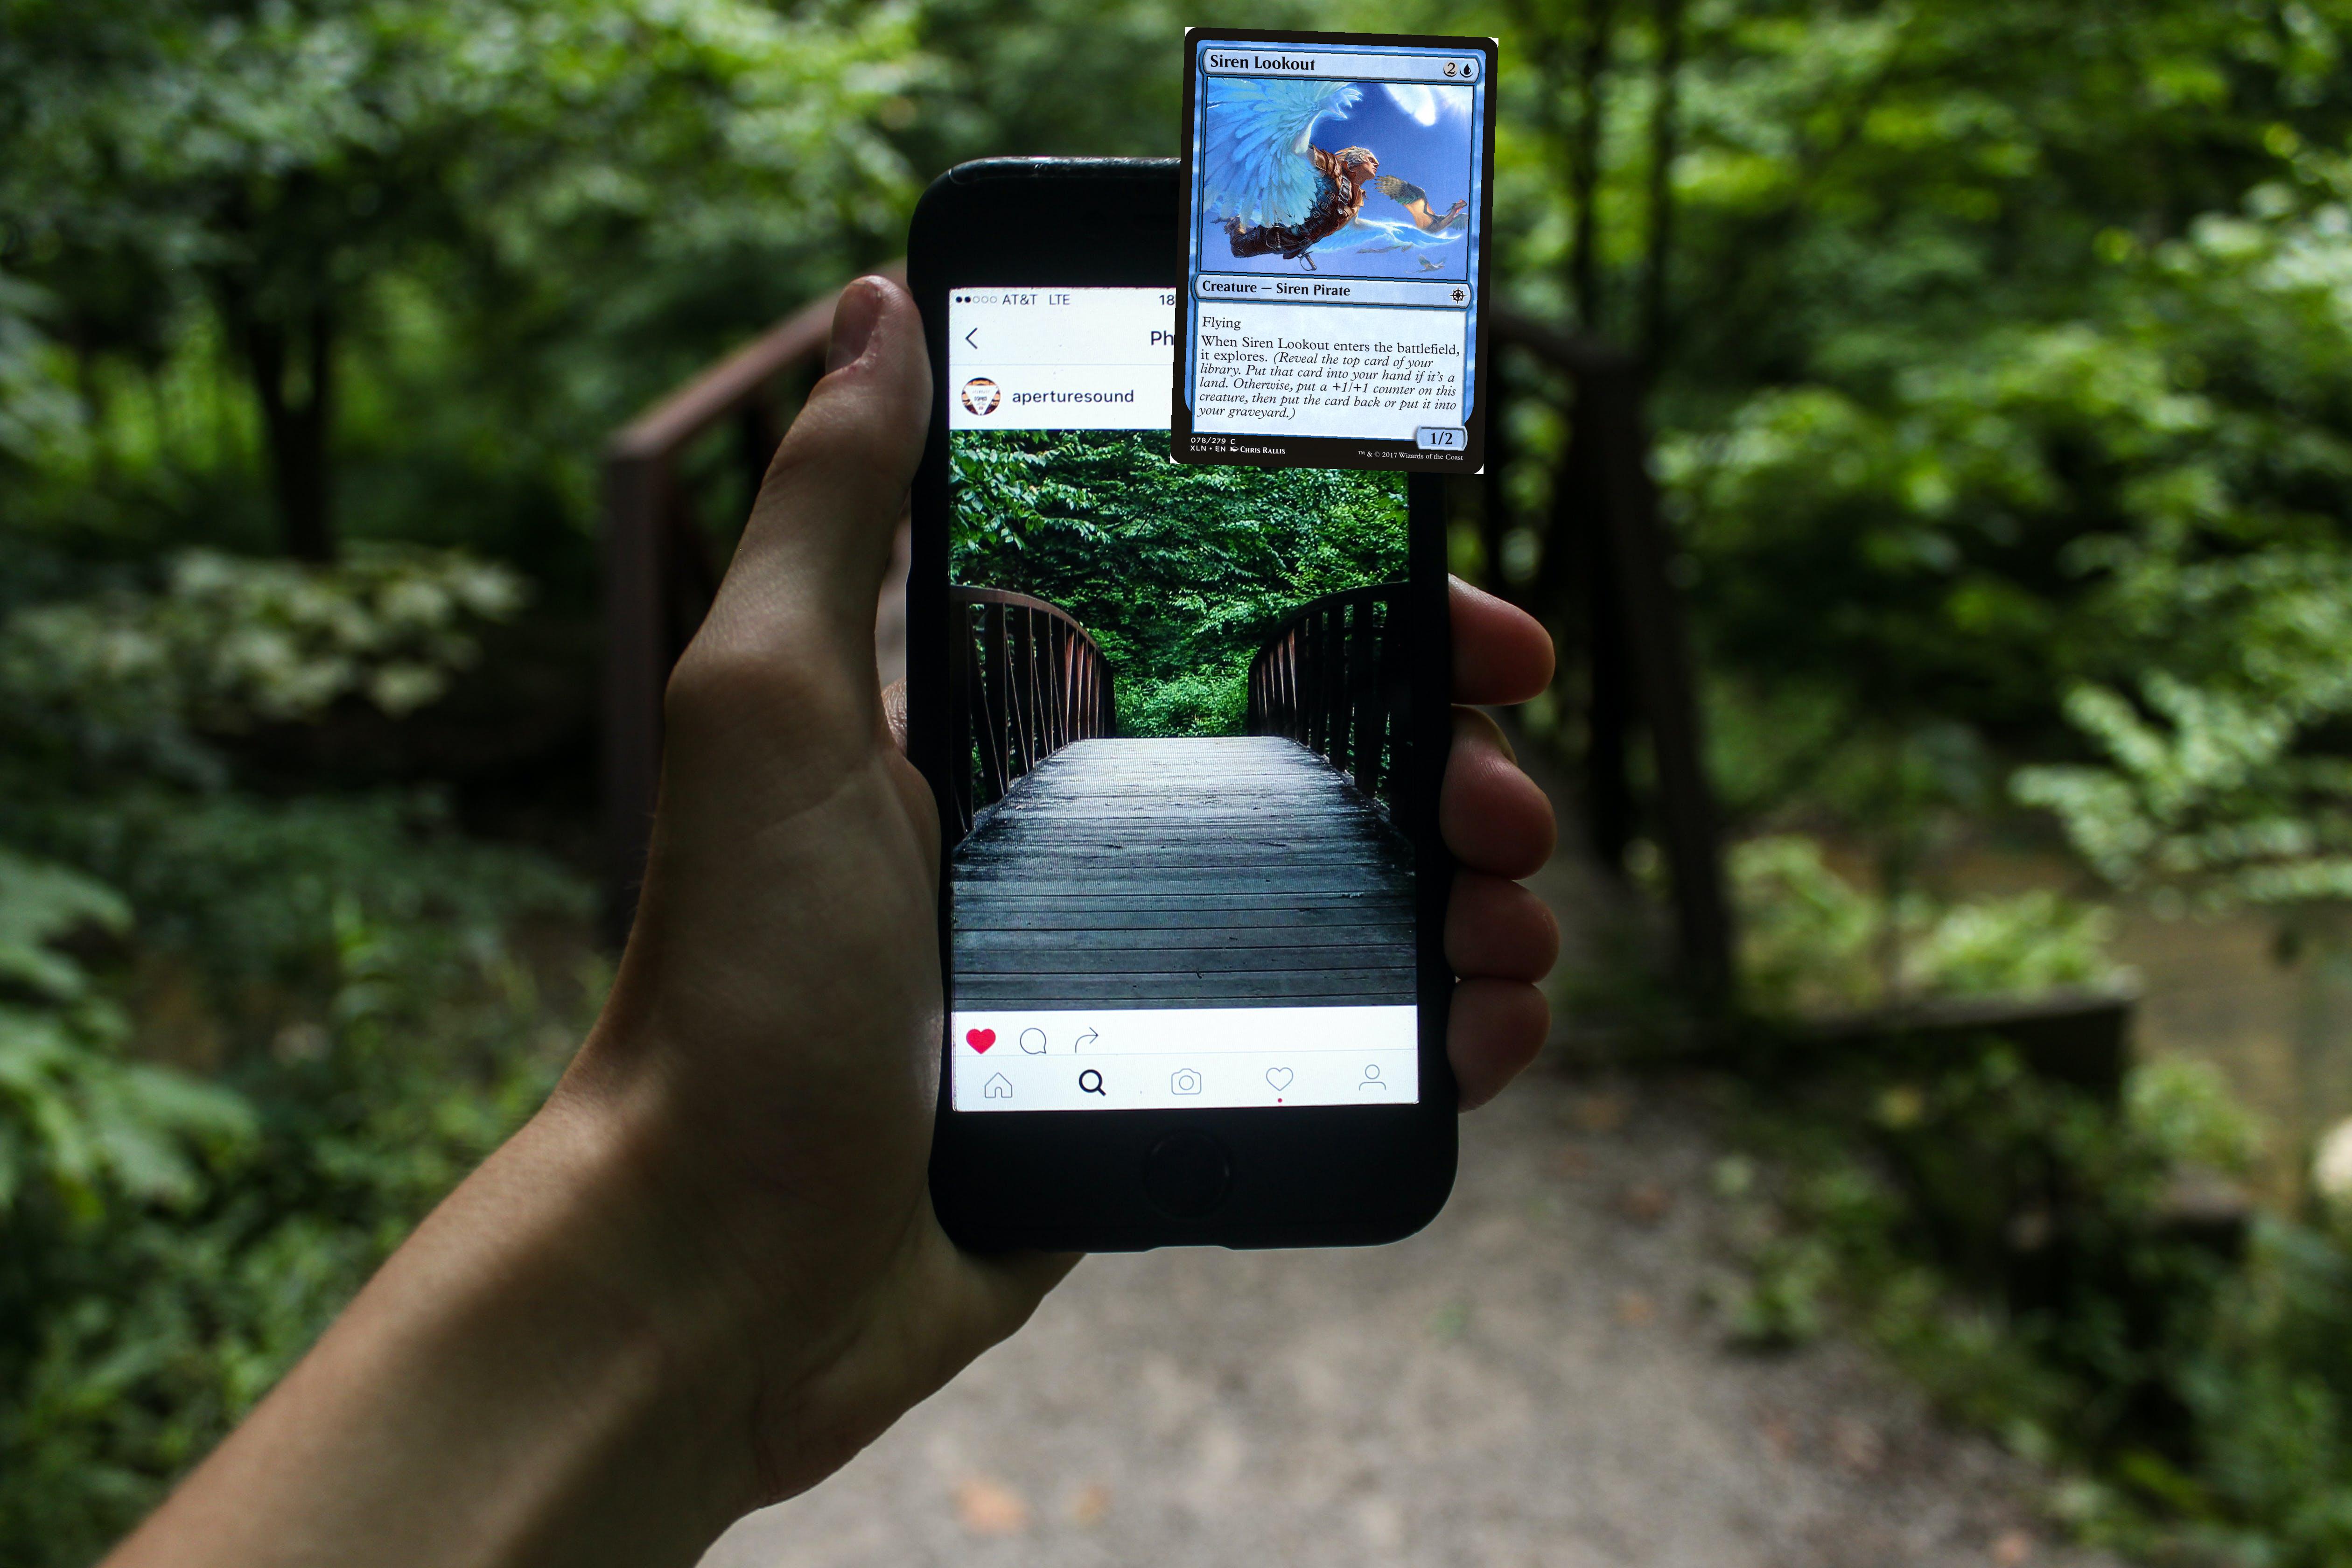 Siren Lookout 2
Creature — Siren Pirate
Flying
When Siren Lookout enters the battlefield,
it explores. (Reveal the top card of your
library. Put that card into your hand if it's a
land. Otherwise, put a +1/+1 counter on this
creature, then put the card back or put it into
your graveyard.)
1/2
078/279 C
XLN • EN Chris Rallis
™ & © 2017 Wizards of the Coast
AT&T LTE 18
Ph
aperturesound